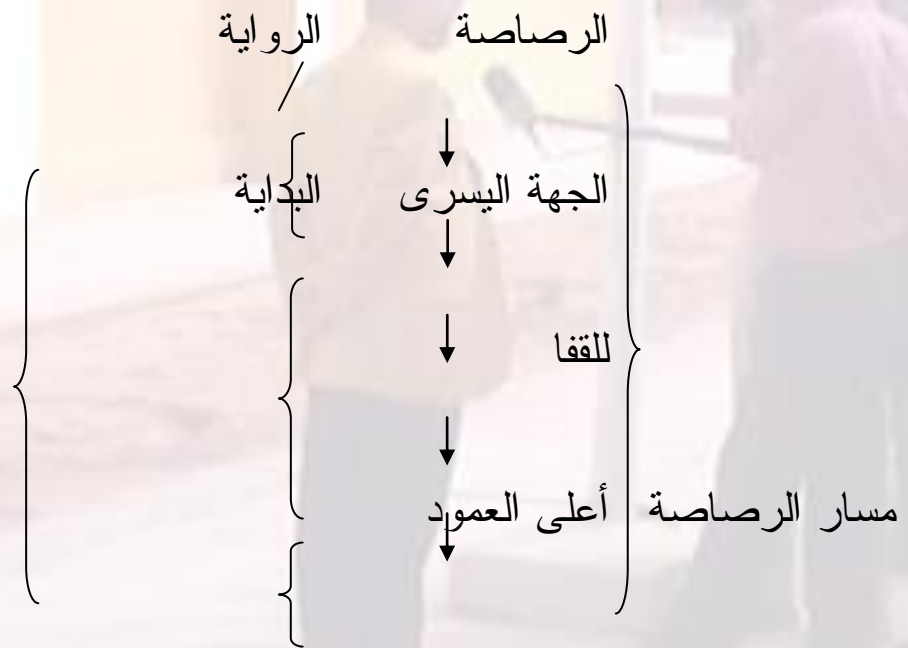 الرصاصة الرواية
الجهة اليسرى البداية
للقفا
مسار الرصاصة أعلى العمود